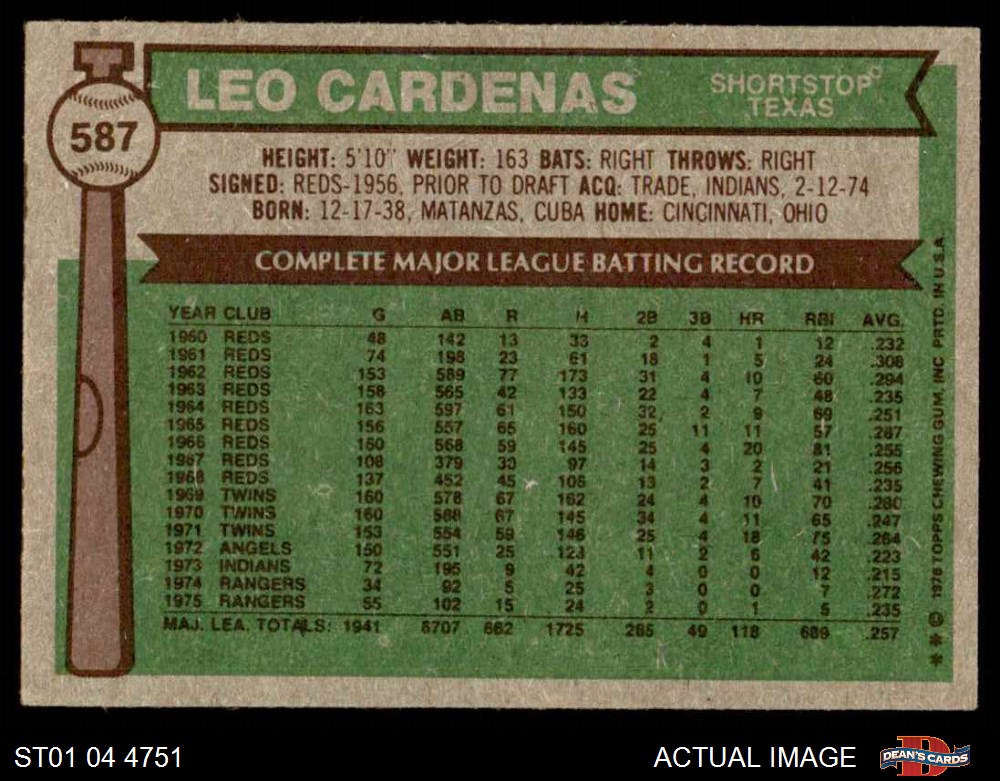 587
LEO CARDENAS
SHORTSTOP
TEXAS
HEIGHT: 5'10" WEIGHT: 163 BATS: RIGHT THROWS: RIGHT
SIGNED: REDS-1956, PRIOR TO DRAFT ACQ: TRADE, INDIANS, 2-12-74
BORN: 12-17-38, MATANZAS, CUBA HOME: CINCINNATI, OHIO
COMPLETE MAJOR LEAGUE BATTING RECORD
YEAR CLUB G AB R H 2B 3B HR RBI AVG.
1960 REDS 48 142 13 33 2 4 1 12 .232
1961 REDS 74 198 23 61 18 1 5 24 .308
1962 REDS 153 589 77 173 31 4 10 60 .294
1963 REDS 158 565 42 133 22 4 7 48 .235
1964 REDS 163 597 61 150 32 2 9 69 .251
1965 REDS 156 557 65 160 25 11 11 57 .287
1966 REDS 160 568 59 145 25 4 20 81 .255
1967 REDS 108 379 30 97 14 3 2 21 .256
1968 REDS 137 452 45 106 13 2 7 41 .235
1969 TWINS 160 578 67 162 24 4 10 70 .280
1970 TWINS 160 588 67 145 34 4 11 65 .247
1971 TWINS 153 554 59 146 25 4 18 75 .264
1972 ANGELS 150 551 25 123 11 2 6 42 .223
1973 INDIANS 72 195 9 42 4 0 0 12 .215
1974 RANGERS 34 92 5 25 3 0 0 7 .272
1975 RANGERS 55 102 15 24 2 0 1 5 .235
MAJ. LEA. TOTALS: 1941 6707 662 1725 285 49 118 689 .257
** © 1976 TOPPS CHEWING GUM, INC PRTD. IN U.S.A.
ST01 04 4751
ACTUAL IMAGE
DEAN'S CARDS